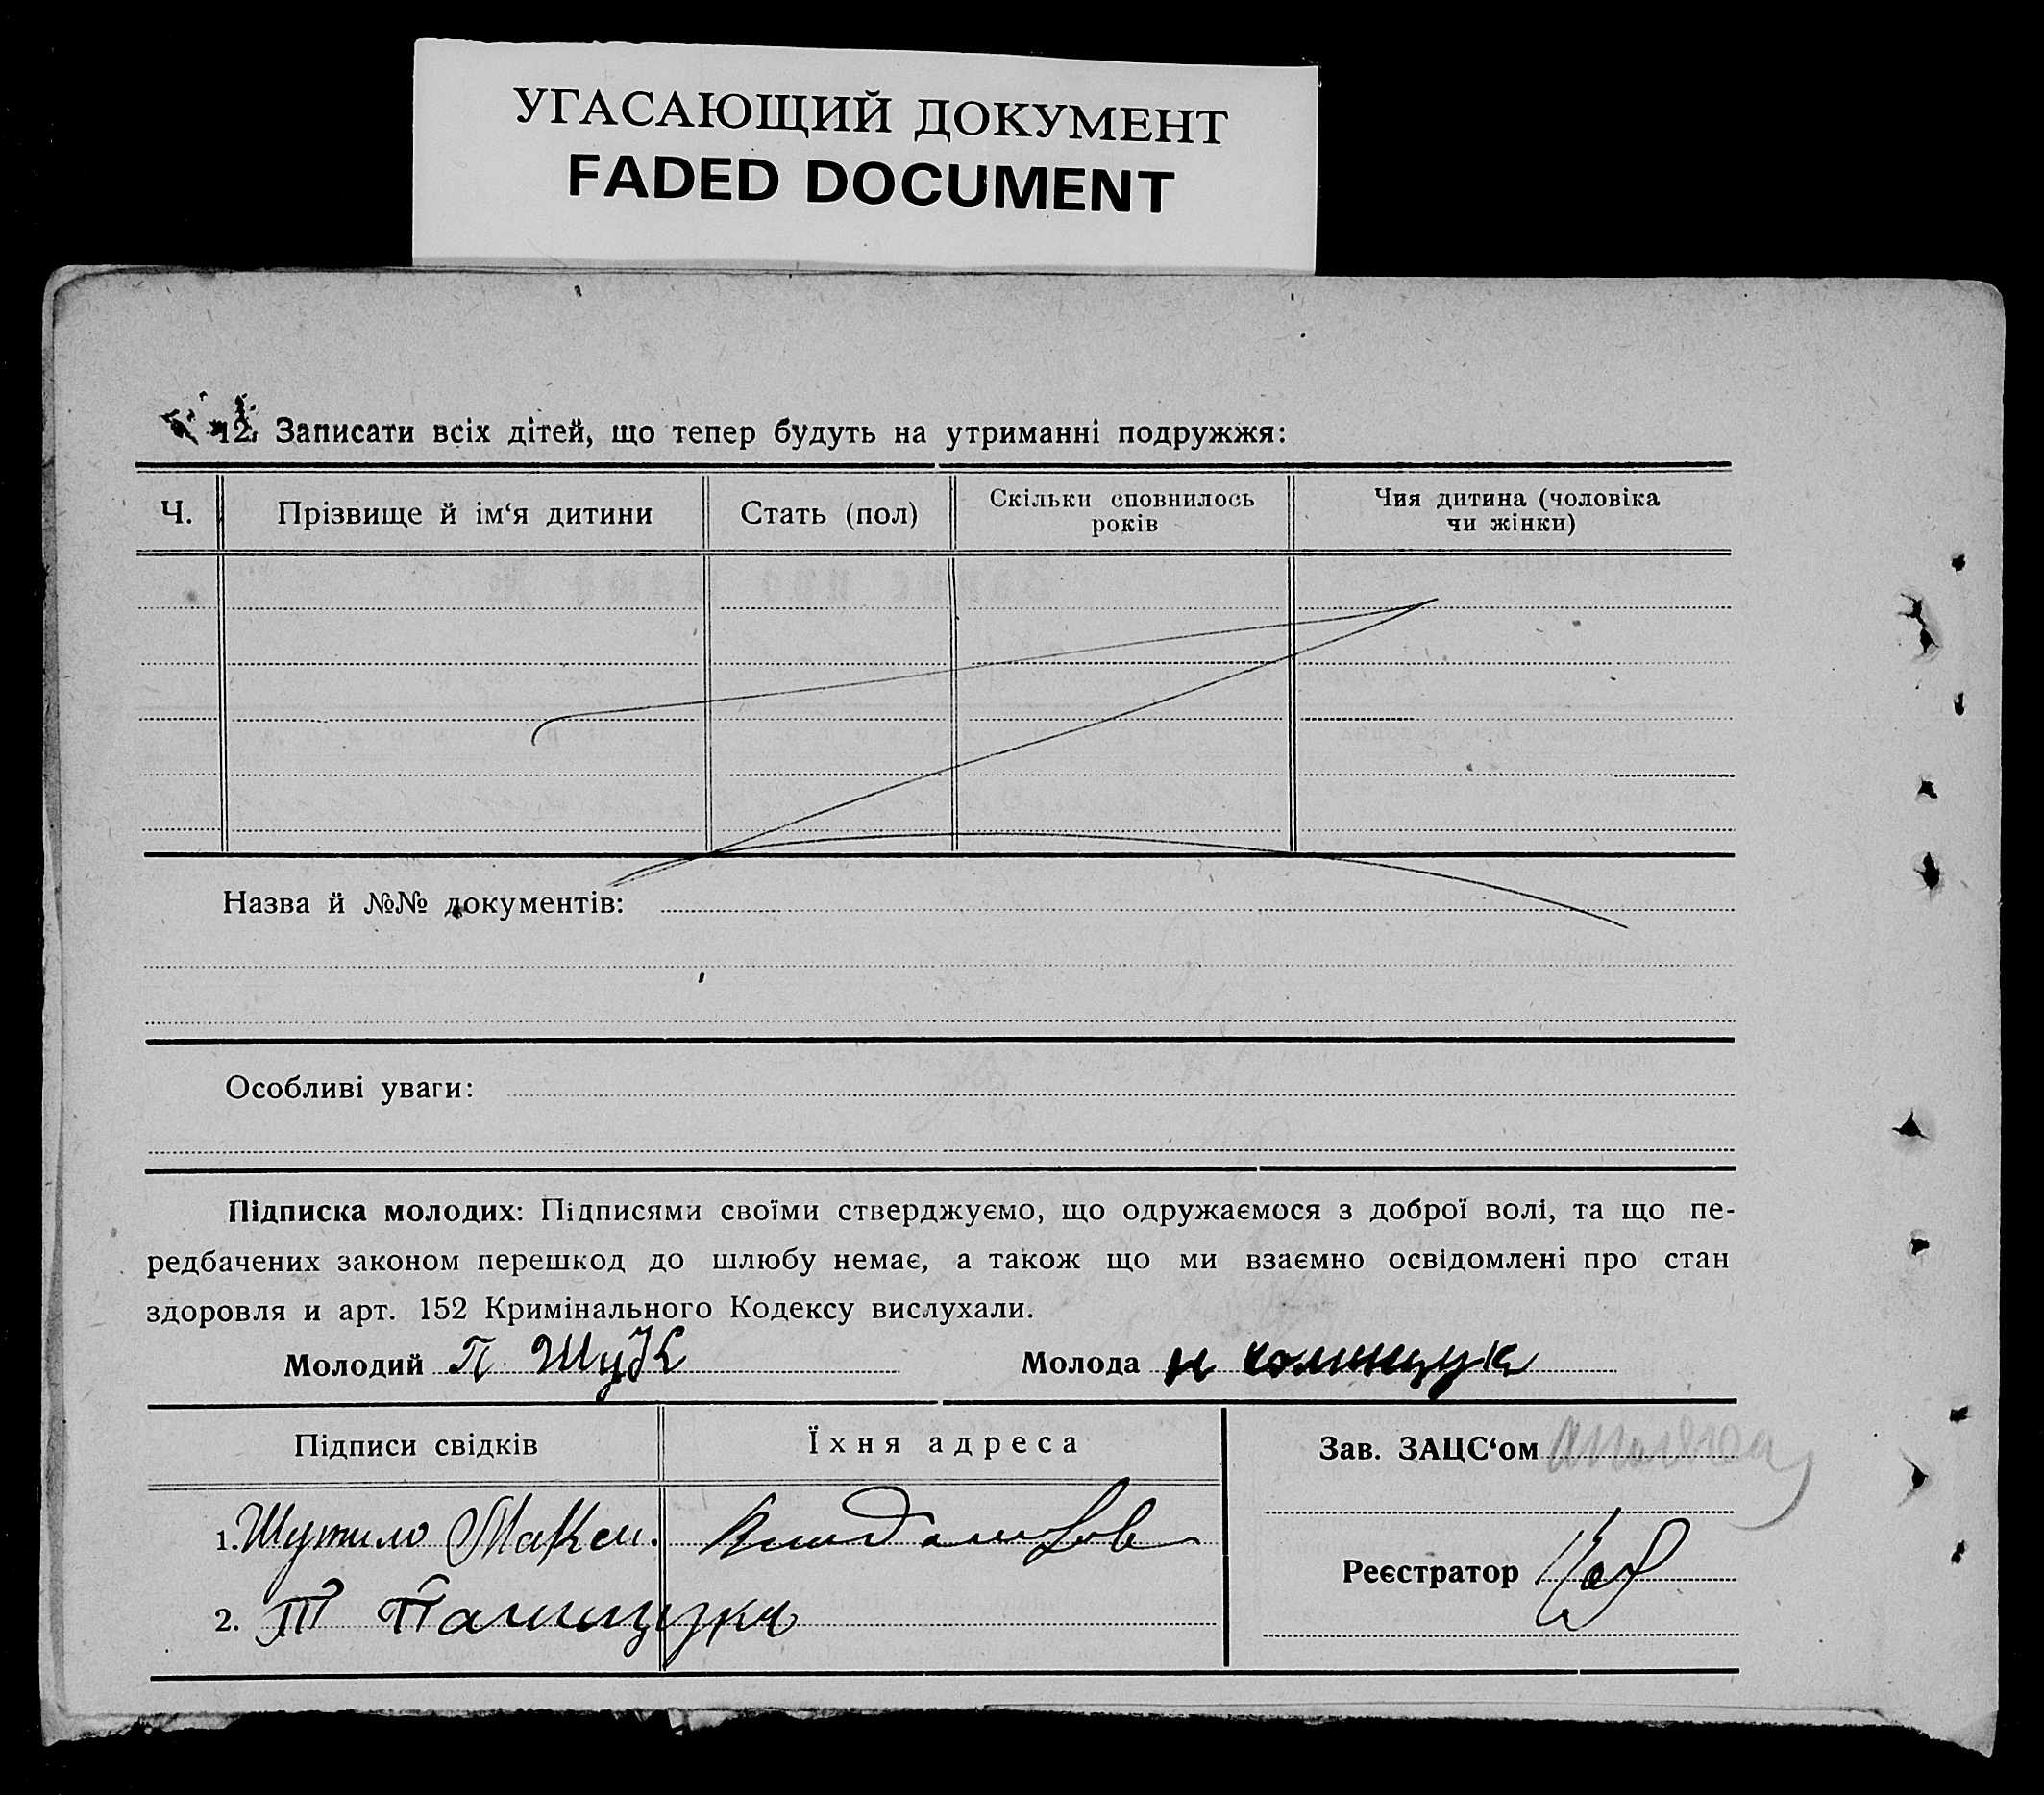 УГАСАЮЩИЙ ДОКУМЕНТ
FADED DOCUMENT
12. Записати всіх дітей, що тепер будуть на утриманні подружжя:
Ч. Прізвище й ім‘я дитини Стать (пол) Скільки сповнилось років Чия дитина (чоловіка чи жінки)
Назва й №№ документів:
Особливі уваги:
Підписка молодих: Підписями своїми стверджуємо, що одружаємося з доброї волі, та що пе-
редбачених законом перешкод до шлюбу немає, а також що ми взаємно освідомлені про стан
здоровля и арт. 152 Кримінального Кодексу вислухали.
Молодий П Молода
Підписи свідків Їхня адреса Зав. ЗАЦС‘ом
1. Шутило
Реєстратор
2.